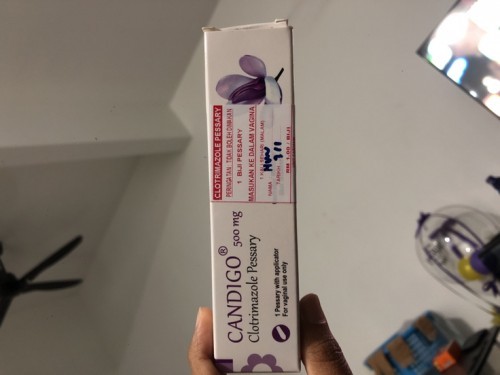 CLOTRIMAZOLE PESSARY
PERINGATAN : TIDAK BOLEH DIMAKAN
1 BIJI PESSARY
MASUKAN KE DALAM VAGINA
CANDIGO® 500 mg
Clotrimazole Pessary
1 Pessary with applicator
For vaginal use only